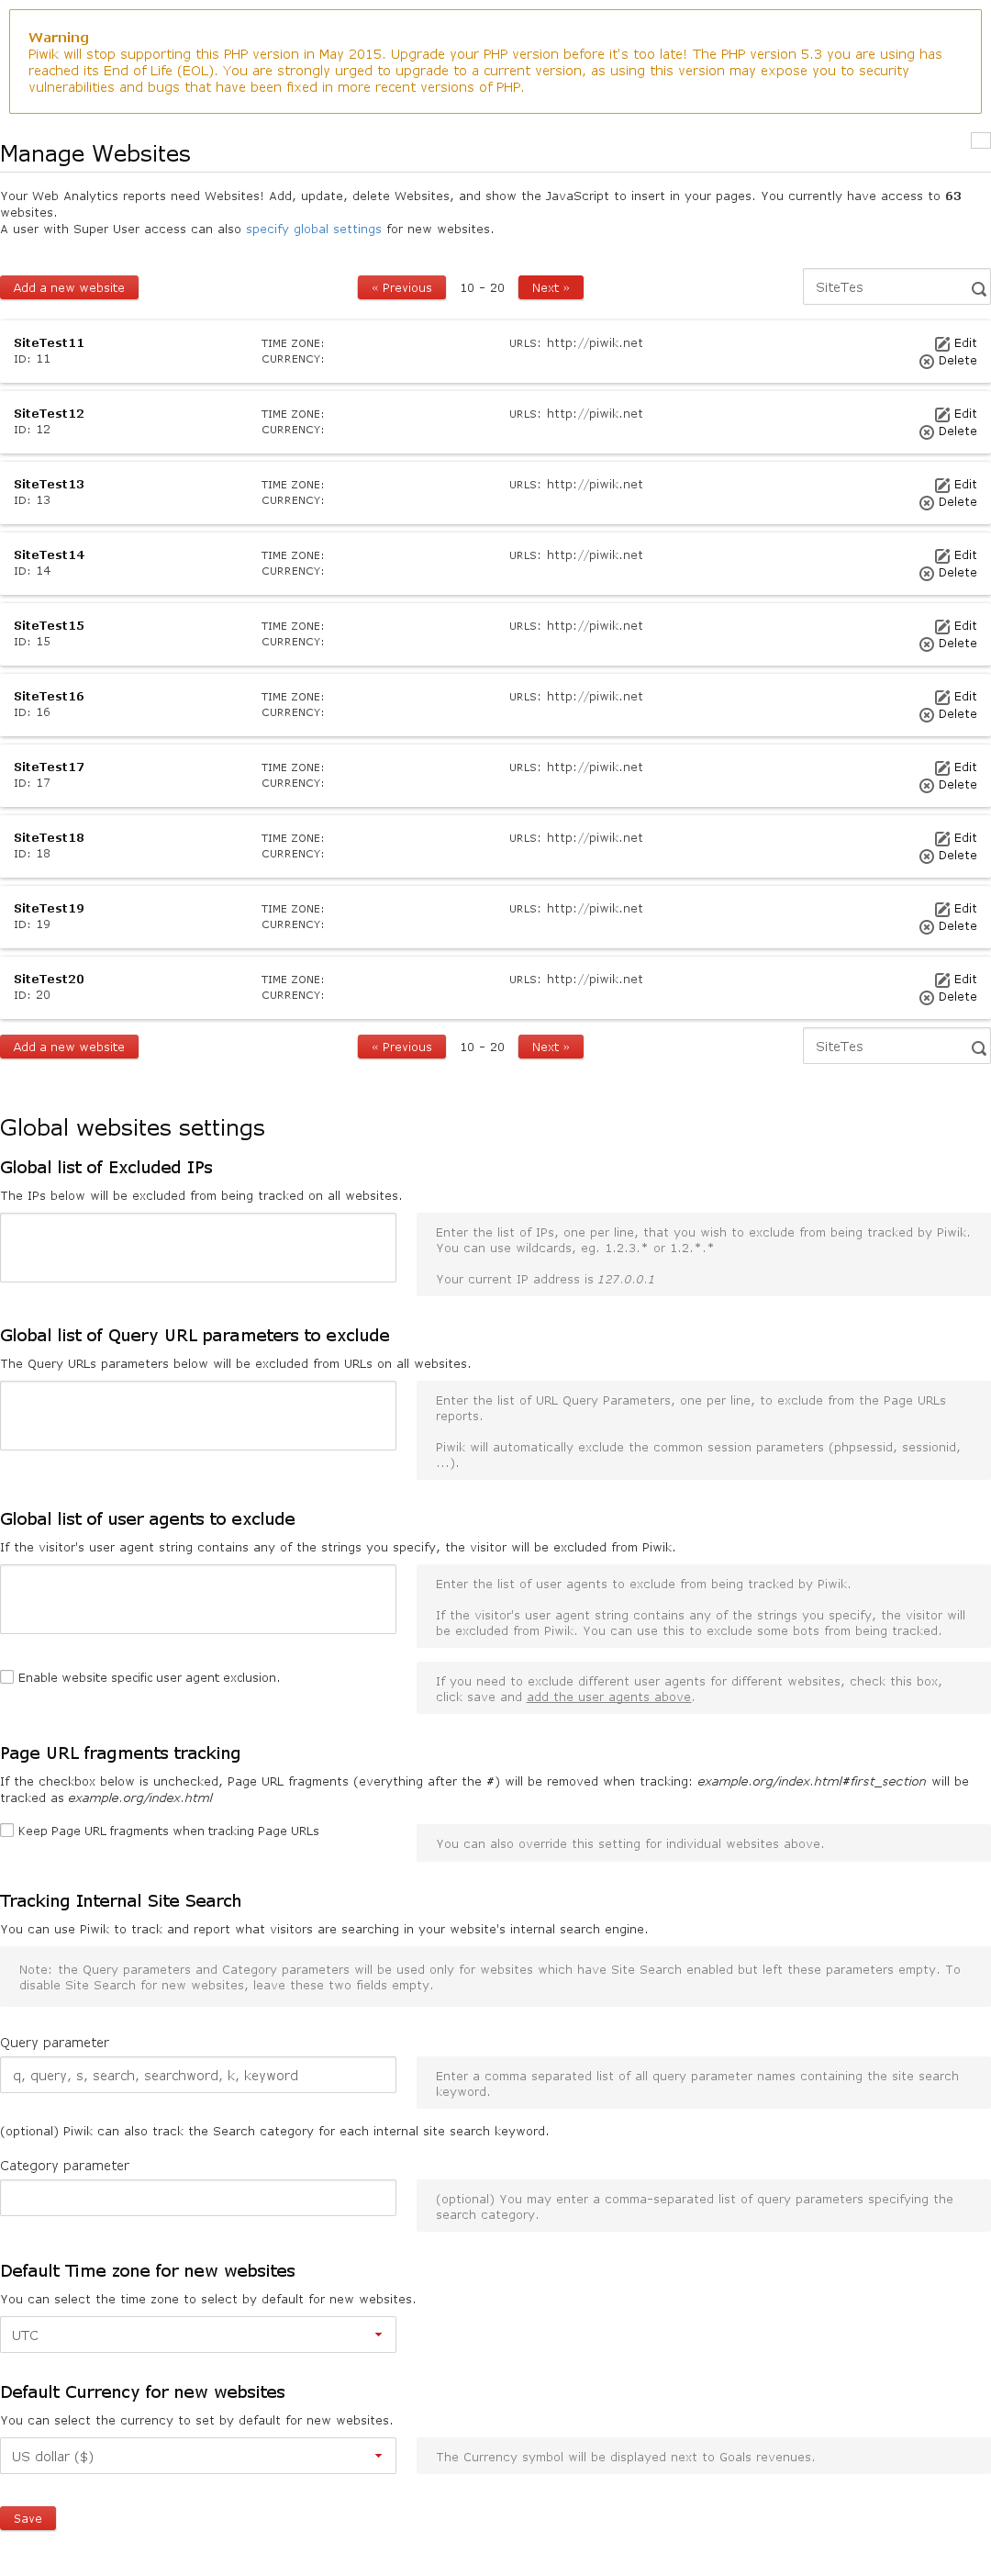 Warning
Piwik will stop supporting this PHP version in May 2015. Upgrade your PHP version before it's too late! The PHP version 5.3 you are using has
reached its End of Life (EOL). You are strongly urged to upgrade to a current version, as using this version may expose you to security
vulnerabilities and bugs that have been fixed in more recent versions of PHP.
Manage Websites
Your Web Analytics reports need Websites! Add, update, delete Websites, and show the JavaScript to insert in your pages. You currently have access to 63
websites.
A user with Super User access can also specify global settings for new websites.
Add a new website « Previous 10 - 20 Next » SiteTes
SiteTest11 TIME ZONE: URLS: http://piwik.net Edit
ID: 11 CURRENCY: Delete
SiteTest12 TIME ZONE: URLS: http://piwik.net Edit
ID: 12 CURRENCY: Delete
SiteTest13 TIME ZONE: URLS: http://piwik.net Edit
ID: 13 CURRENCY: Delete
SiteTest14 TIME ZONE: URLS: http://piwik.net Edit
ID: 14 CURRENCY: Delete
SiteTest15 TIME ZONE: URLS: http://piwik.net Edit
ID: 15 CURRENCY: Delete
SiteTest16 TIME ZONE: URLS: http://piwik.net Edit
ID: 16 CURRENCY: Delete
SiteTest17 TIME ZONE: URLS: http://piwik.net Edit
ID: 17 CURRENCY: Delete
SiteTest18 TIME ZONE: URLS: http://piwik.net Edit
ID: 18 CURRENCY: Delete
SiteTest19 TIME ZONE: URLS: http://piwik.net Edit
ID: 19 CURRENCY: Delete
SiteTest20 TIME ZONE: URLS: http://piwik.net Edit
ID: 20 CURRENCY: Delete
Add a new website « Previous 10 - 20 Next » SiteTes
Global websites settings
Global list of Excluded IPs
The IPs below will be excluded from being tracked on all websites.
Enter the list of IPs, one per line, that you wish to exclude from being tracked by Piwik.
You can use wildcards, eg. 1.2.3.* or 1.2.*.*
Your current IP address is 127.0.0.1
Global list of Query URL parameters to exclude
The Query URLs parameters below will be excluded from URLs on all websites.
Enter the list of URL Query Parameters, one per line, to exclude from the Page URLs
reports.
Piwik will automatically exclude the common session parameters (phpsessid, sessionid,
...).
Global list of user agents to exclude
If the visitor's user agent string contains any of the strings you specify, the visitor will be excluded from Piwik.
Enter the list of user agents to exclude from being tracked by Piwik.
If the visitor's user agent string contains any of the strings you specify, the visitor will
be excluded from Piwik. You can use this to exclude some bots from being tracked.
Enable website specific user agent exclusion.
If you need to exclude different user agents for different websites, check this box,
click save and add the user agents above.
Page URL fragments tracking
If the checkbox below is unchecked, Page URL fragments (everything after the #) will be removed when tracking: example.org/index.html#first_section will be
tracked as example.org/index.html
Keep Page URL fragments when tracking Page URLs
You can also override this setting for individual websites above.
Tracking Internal Site Search
You can use Piwik to track and report what visitors are searching in your website's internal search engine.
Note: the Query parameters and Category parameters will be used only for websites which have Site Search enabled but left these parameters empty. To
disable Site Search for new websites, leave these two fields empty.
Query parameter
q, query, s, search, searchword, k, keyword
Enter a comma separated list of all query parameter names containing the site search
keyword.
(optional) Piwik can also track the Search category for each internal site search keyword.
Category parameter
(optional) You may enter a comma-separated list of query parameters specifying the
search category.
Default Time zone for new websites
You can select the time zone to select by default for new websites.
UTC
Default Currency for new websites
You can select the currency to set by default for new websites.
US dollar ($)
The Currency symbol will be displayed next to Goals revenues.
Save